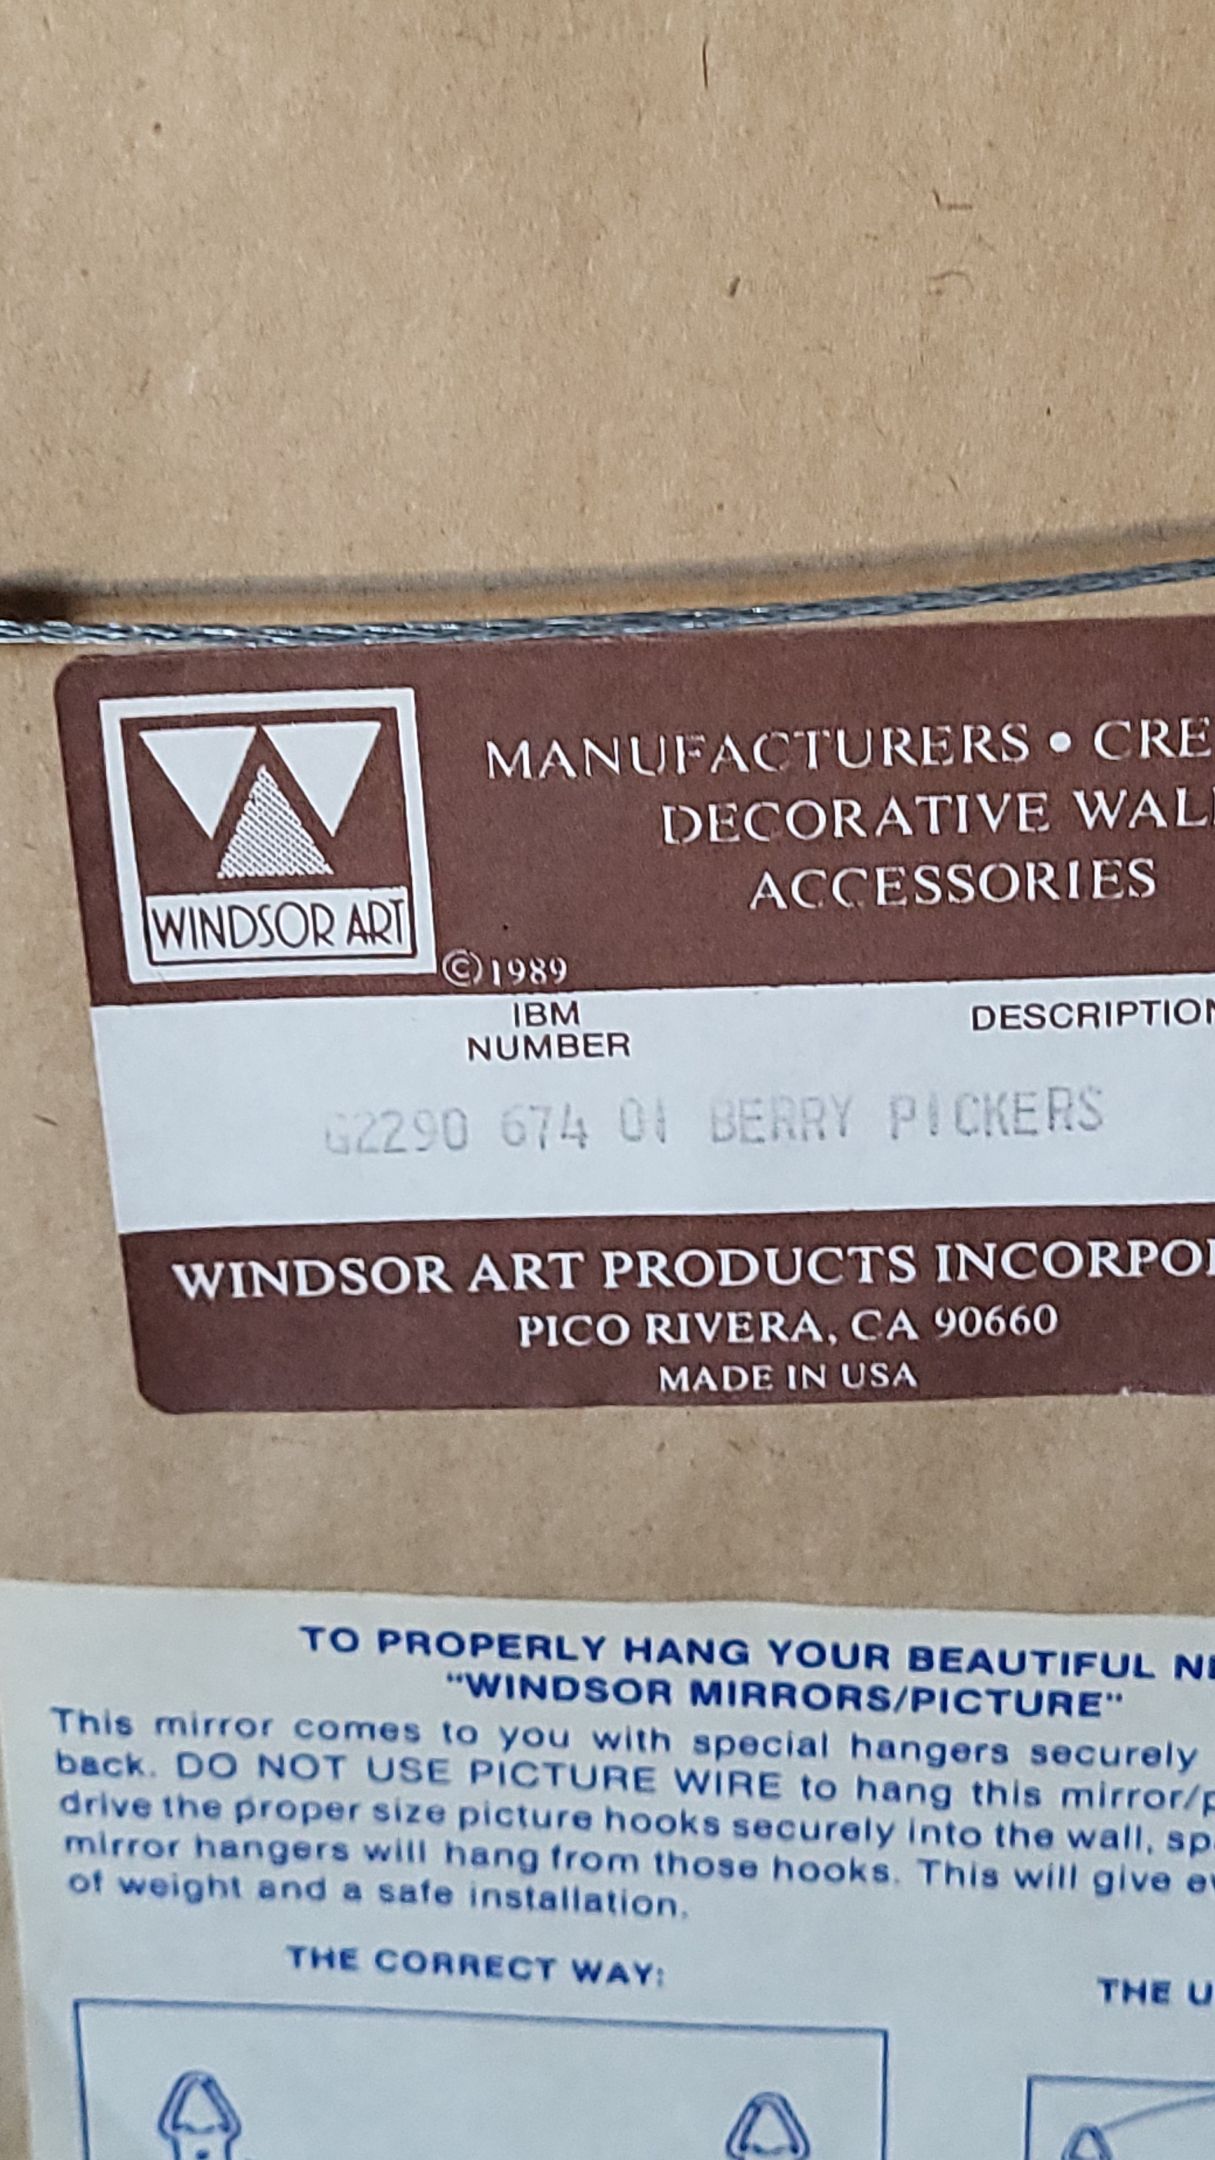 MANUFACTURERS • CRE
DECORATIVE WAL
ACCESSORIES
WINDSOR ART
©1989
IBM
NUMBER
DESCRIPTION
G2290 674 01 BERRY PICKERS
WINDSOR ART PRODUCTS INCORPO
PICO RIVERA, CA 90660
MADE IN USA
TO PROPERLY HANG YOUR BEAUTIFUL NE
"WINDSOR MIRRORS/PICTURE"
This mirror comes to you with special hangers securely
back. DO NOT USE PICTURE WIRE to hang this mirror/p
drive the proper size picture hooks securely into the wall, sp
mirror hangers will hang from those hooks. This will give ev
of weight and a safe installation.
THE CORRECT WAY:
THE U